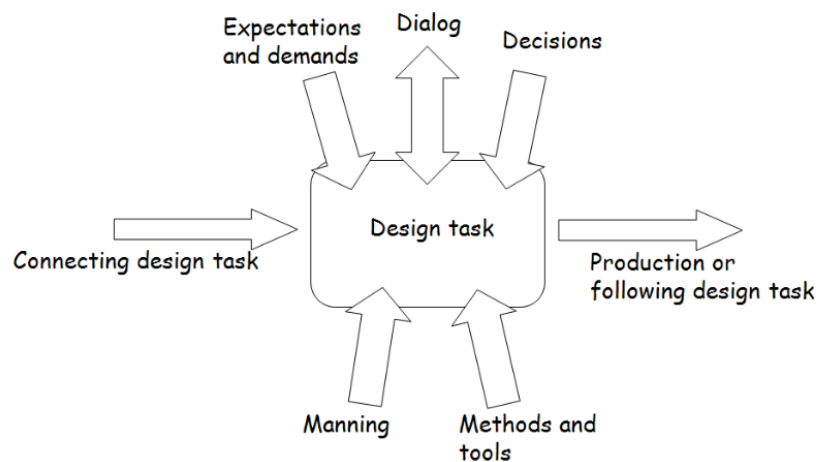 Expectations
and demands
Dialog
Decisions
Design task
Connecting design task
Production or
following design task
Manning
Methods and
tools